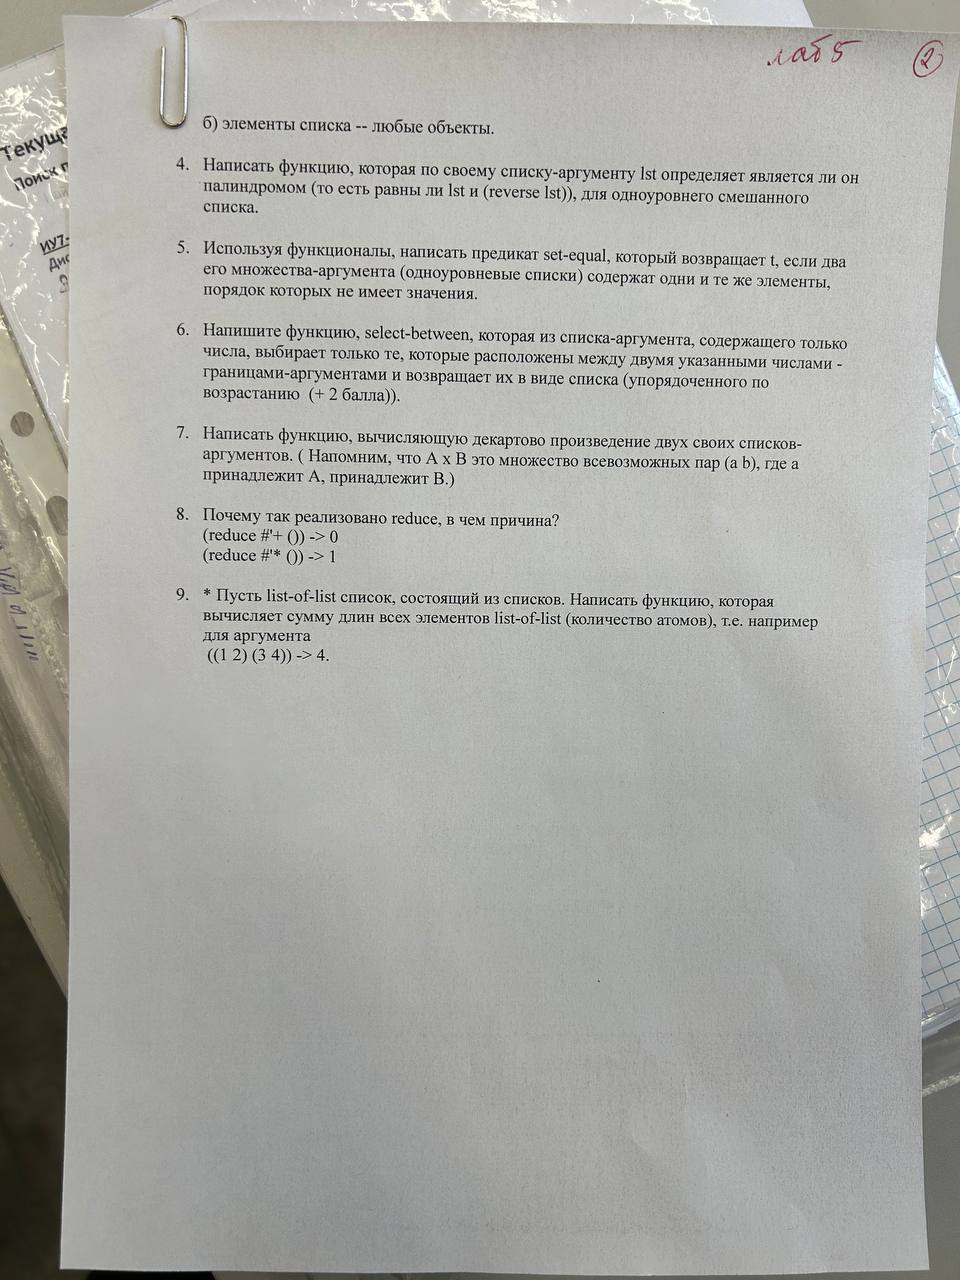 лаб 5
2
б) элементы списка -- любые объекты.
4. Написать функцию, которая по своему списку-аргументу lst определяет является ли он
палиндромом (то есть равны ли lst и (reverse lst)), для одноуровнего смешанного
списка.
5. Используя функционалы, написать предикат set-equal, который возвращает t, если два
его множества-аргумента (одноуровневые списки) содержат одни и те же элементы,
порядок которых не имеет значения.
6. Напишите функцию, select-between, которая из списка-аргумента, содержащего только
числа, выбирает только те, которые расположены между двумя указанными числами -
границами-аргументами и возвращает их в виде списка (упорядоченного по
возрастанию (+ 2 балла)).
7. Написать функцию, вычисляющую декартово произведение двух своих списков-
аргументов. ( Напомним, что А х В это множество всевозможных пар (a b), где а
принадлежит А, принадлежит В.)
8. Почему так реализовано reduce, в чем причина?
(reduce #'+ ()) -> 0
(reduce #'* ()) -> 1
9. * Пусть list-of-list список, состоящий из списков. Написать функцию, которая
вычисляет сумму длин всех элементов list-of-list (количество атомов), т.е. например
для аргумента
((1 2) (3 4)) -> 4.
Поиск
ИУ7-